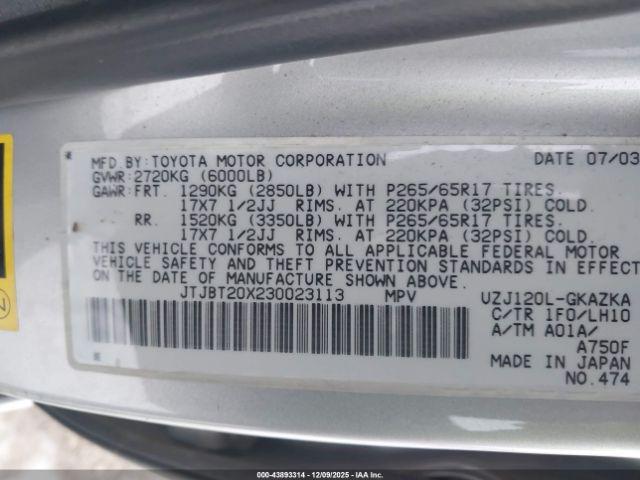 MFD.BY:TOYOTA MOTOR CORPORATION DATE 07/03
GVWR:2720KG (6000LB)
GAWR:FRT. 1290KG (2850LB) WITH P265/65R17 TIRES.
17X7 1/2JJ RIMS. AT 220KPA (32PSI) COLD.
RR. 1520KG (3350LB) WITH P265/65R17 TIRES.
17X7 1/2JJ RIMS. AT 220KPA (32PSI) COLD.
THIS VEHICLE CONFORMS TO ALL APPLICABLE FEDERAL MOTOR
VEHICLE SAFETY AND THEFT PREVENTION STANDARDS IN EFFECT
ON THE DATE OF MANUFACTURE SHOWN ABOVE.
JTJBT20X230023113 MPV UZJ120L-GKAZKA
C/TR 1F0/LH10
A/TM A01A/
A750F
MADE IN JAPAN
NO.474
7
000-43893314 | 12/09/2025 | IAA Inc.